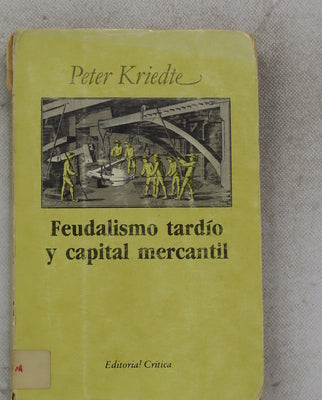 Peter Kriedte
Feudalismo tardío
y capital mercantil
Editorial Crítica